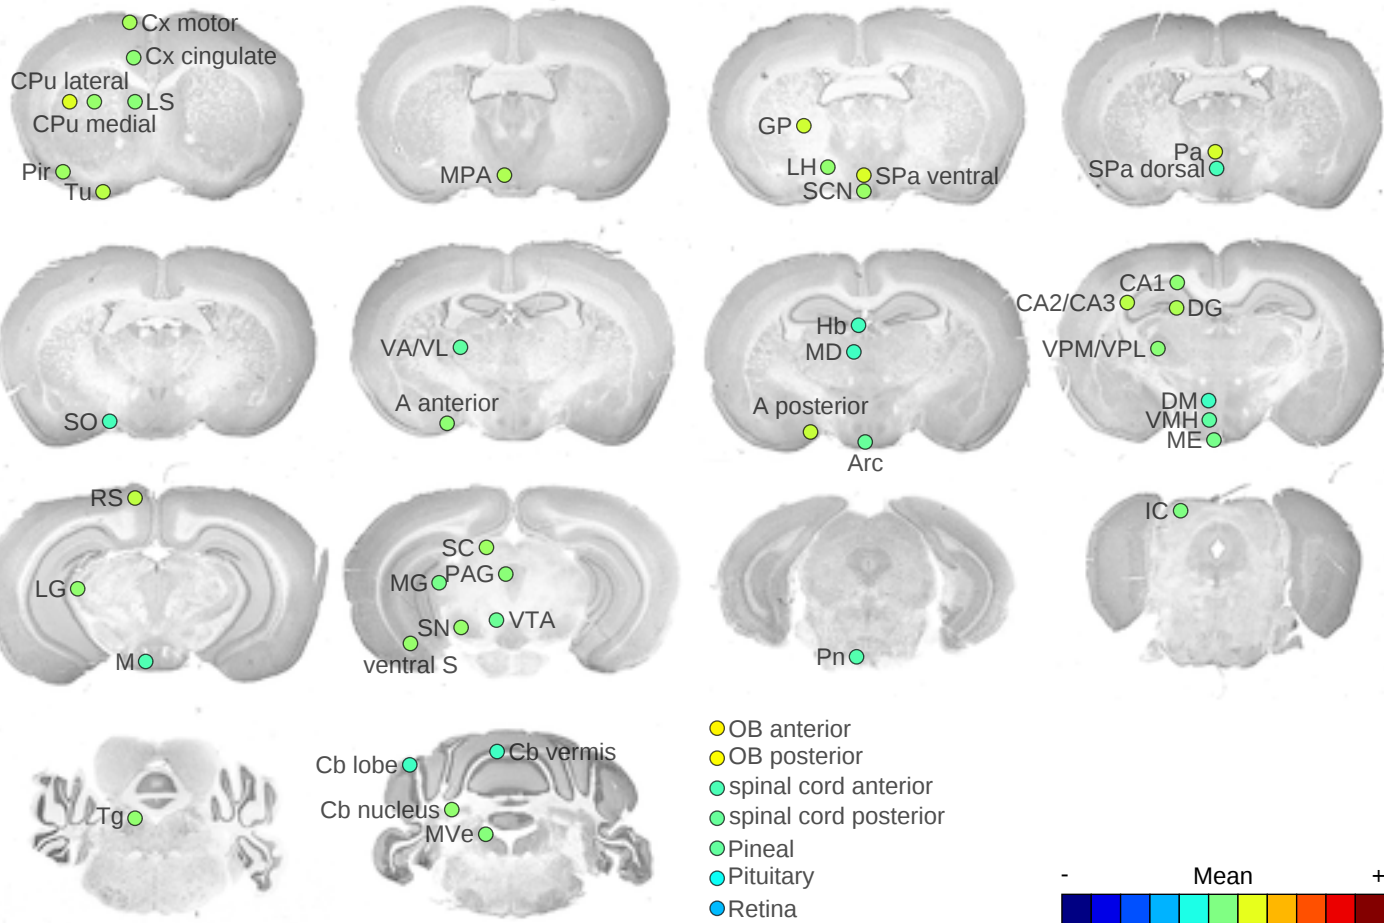 Cx motor
Cx cingulate
CPu lateral
LS
CPu medial
Pir
Tu
MPA
GP
LH
SPa ventral
SCN
Pa
SPa dorsal
SO
VA/VL
A anterior
Hb
MD
A posterior
Arc
CA1
CA2/CA3
DG
VPM/VPL
DM
VMH
ME
RS
LG
M
SC
MG
PAG
SN
VTA
ventral S
Pn
IC
Tg
Cb lobe
Cb vermis
Cb nucleus
MVe
OB anterior
OB posterior
spinal cord anterior
spinal cord posterior
Pineal
Pituitary
Retina
- Mean +